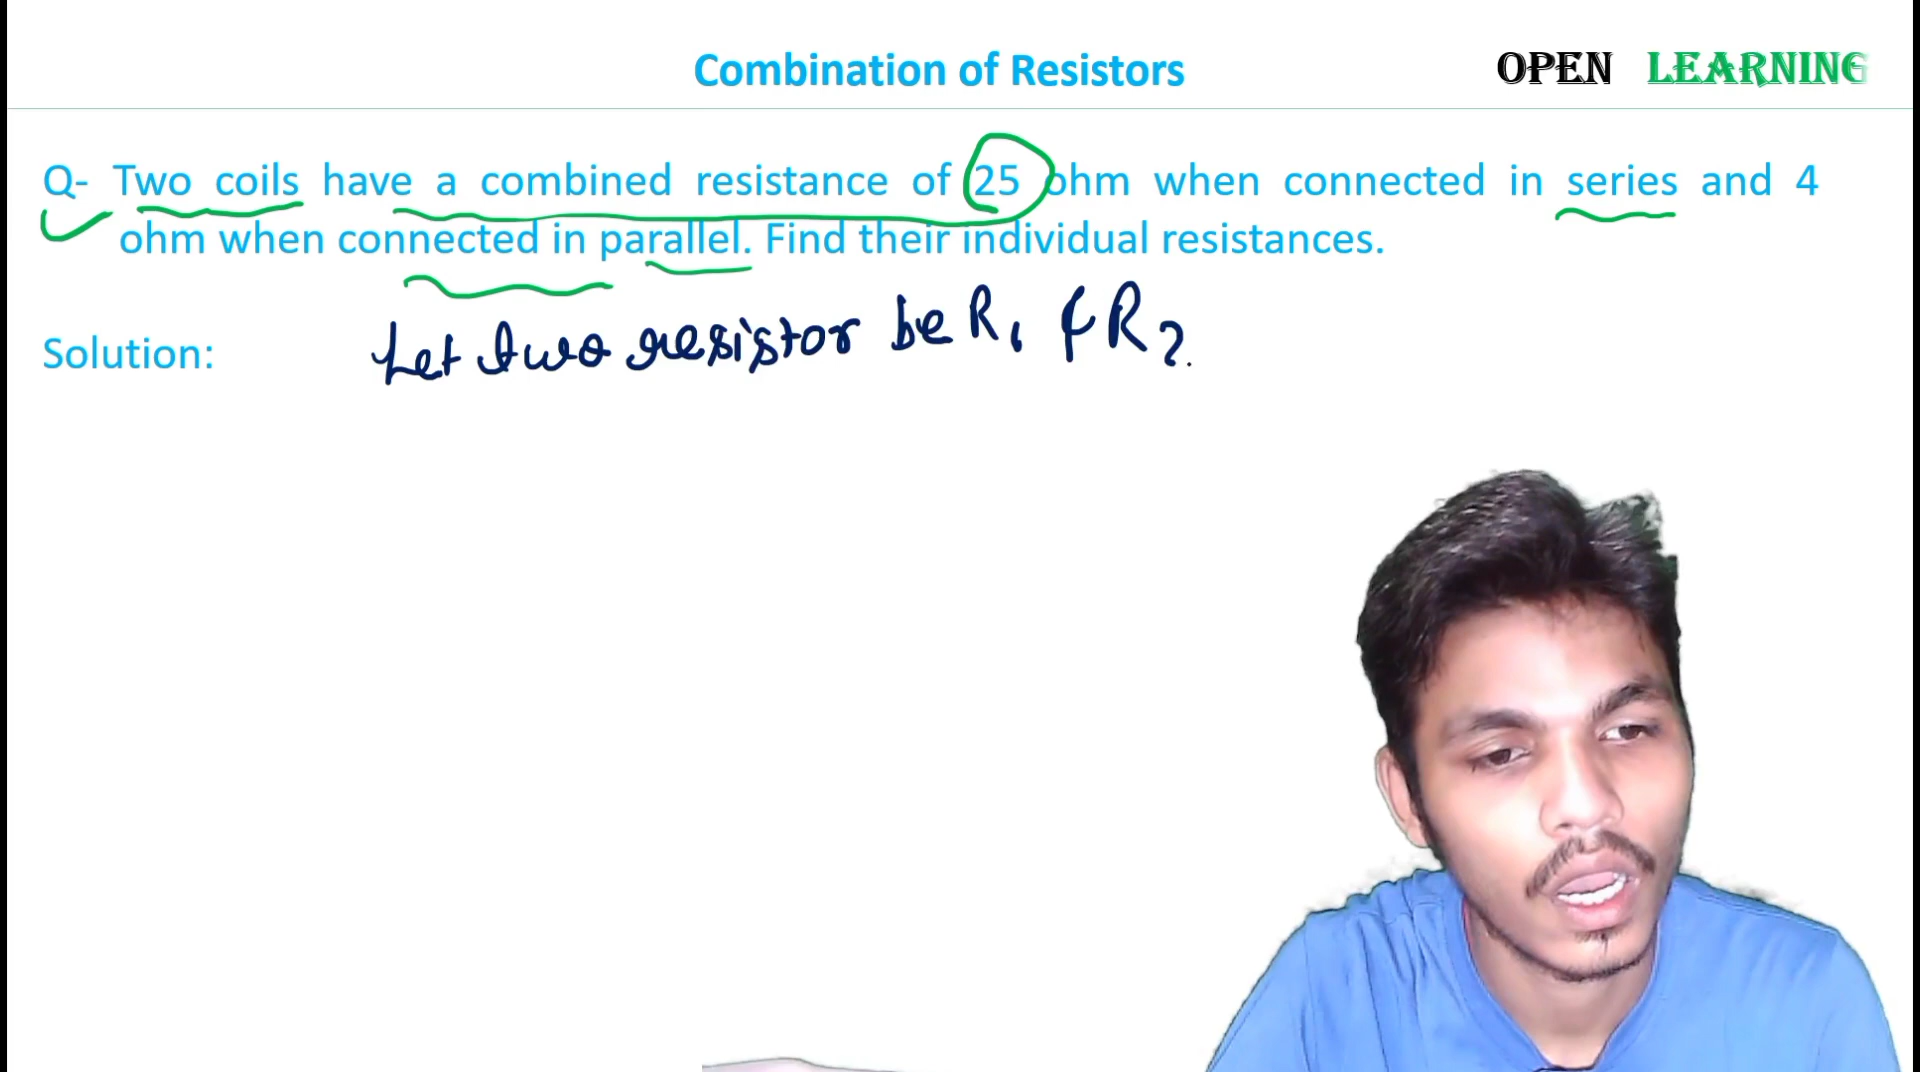 Combination of Resistors
OPEN LEARNING
Q- Two coils have a combined resistance of 25 ohm when connected in series and 4
ohm when connected in parallel. Find their individual resistances.
Solution: Let two resistor be R₁ & R₂.